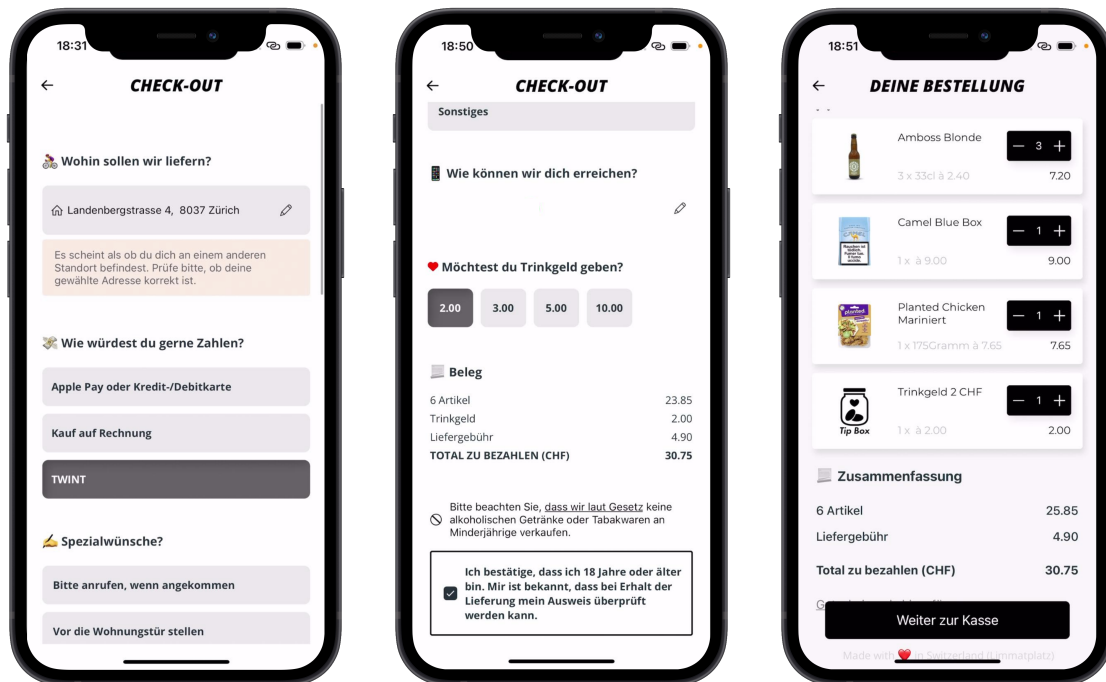 18:31
CHECK-OUT
Wohin sollen wir liefern?
Landenbergstrasse 4, 8037 Zürich
Es scheint als ob du dich an einem anderen
Standort befindest. Prüfe bitte, ob deine
gewählte Adresse korrekt ist.
Wie würdest du gerne Zahlen?
Apple Pay oder Kredit-/Debitkarte
Kauf auf Rechnung
TWINT
Spezialwünsche?
Bitte anrufen, wenn angekommen
Vor die Wohnungstür stellen
18:50
CHECK-OUT
Sonstiges
Wie können wir dich erreichen?
Möchtest du Trinkgeld geben?
2.00 3.00 5.00 10.00
Beleg
6 Artikel 23.85
Trinkgeld 2.00
Liefergebühr 4.90
TOTAL ZU BEZAHLEN (CHF) 30.75
Bitte beachten Sie, dass wir laut Gesetz keine
alkoholischen Getränke oder Tabakwaren an
Minderjährige verkaufen.
Ich bestätige, dass ich 18 Jahre oder älter
bin. Mir ist bekannt, dass bei Erhalt der
Lieferung mein Ausweis überprüft
werden kann.
18:51
DEINE BESTELLUNG
Amboss Blonde
— 3 +
3 x 33cl à 2.40 7.20
Camel Blue Box
— 1 +
1 x à 9.00 9.00
planted
Planted Chicken
Mariniert
— 1 +
1 x 175Gramm à 7.65 7.65
Trinkgeld 2 CHF
— 1 +
Tip Box
1 x à 2.00 2.00
Zusammenfassung
6 Artikel 25.85
Liefergebühr 4.90
Total zu bezahlen (CHF) 30.75
Weiter zur Kasse
Made with in Switzerland (Limmatplatz)